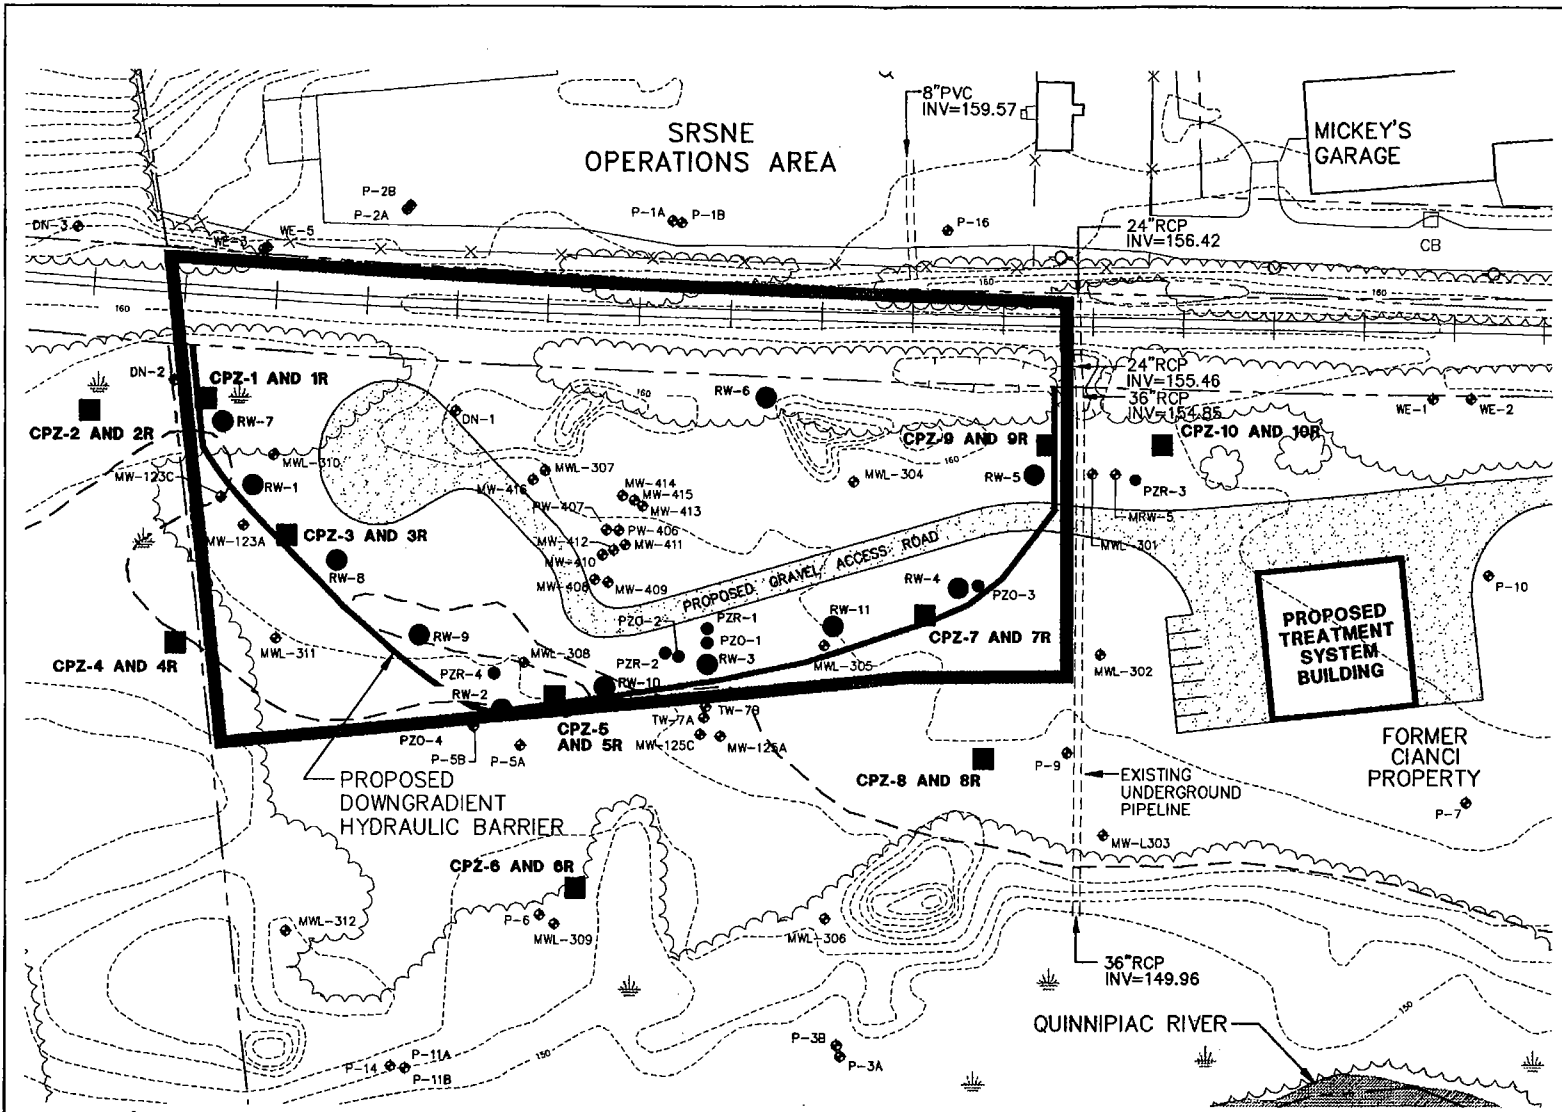 8"PVC
INV=159.57
SRSNE
OPERATIONS AREA
MICKEY'S
GARAGE
P-2B
P-2A
P-1A
P-1B
P-16
DN-3
WE-3
WE-5
24"RCP
INV=156.42
CB
160
160
160
DN-2
CPZ-1 AND 1R
RW-7
CPZ-2 AND 2R
DN-1
RW-6
160
24"RCP
INV=155.46
36"RCP
INV=154.85
WE-1
WE-2
CPZ-9 AND 9R
160
CPZ-10 AND 10R
MWL-310
MW-123C
RW-1
MWL-307
MW-416
MW-414
MW-415
MW-413
MWL-304
RW-5
PZR-3
MRW-5
MWL-301
PW-407
PW-406
MW-412
MW-411
MW-410
MW-408
MW-409
MW-123A
CPZ-3 AND 3R
RW-8
PROPOSED GRAVEL ACCESS ROAD
RW-4
PZO-3
P-10
RW-9
MWL-311
CPZ-4 AND 4R
PZO-2
PZR-1
PZO-1
PZR-2
RW-3
RW-11
MWL-305
CPZ-7 AND 7R
MWL-302
PROPOSED
TREATMENT
SYSTEM
BUILDING
MWL-308
PZR-4
RW-2
RW-10
CPZ-5
AND 5R
TW-7A
TW-7B
MW-125C
MW-125A
PZO-4
P-5B
P-5A
PROPOSED
DOWNGRADIENT
HYDRAULIC BARRIER
CPZ-8 AND 8R
P-9
EXISTING
UNDERGROUND
PIPELINE
FORMER
CIANCI
PROPERTY
P-7
MW-L303
CPZ-6 AND 6R
MWL-312
P-6
MWL-309
MWL-306
36"RCP
INV=149.96
150
QUINNIPIAC RIVER
P-3B
P-3A
P-14
P-11A
P-11B
150